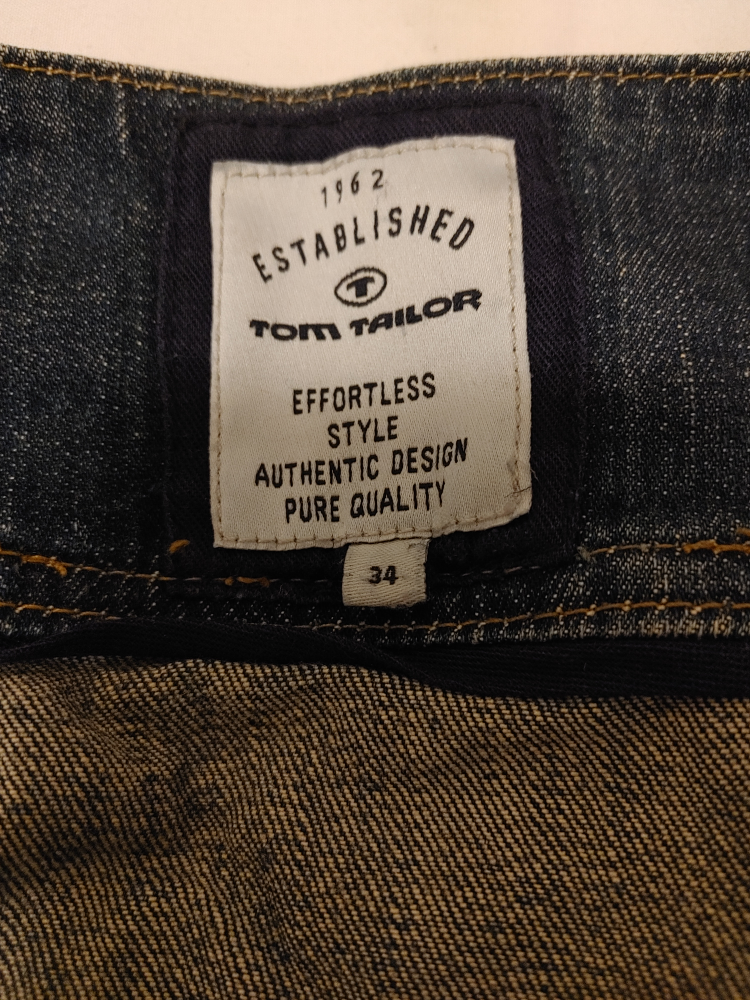 1962
ESTABLISHED
T
TOM TAILOR
EFFORTLESS
STYLE
AUTHENTIC DESIGN
PURE QUALITY
34